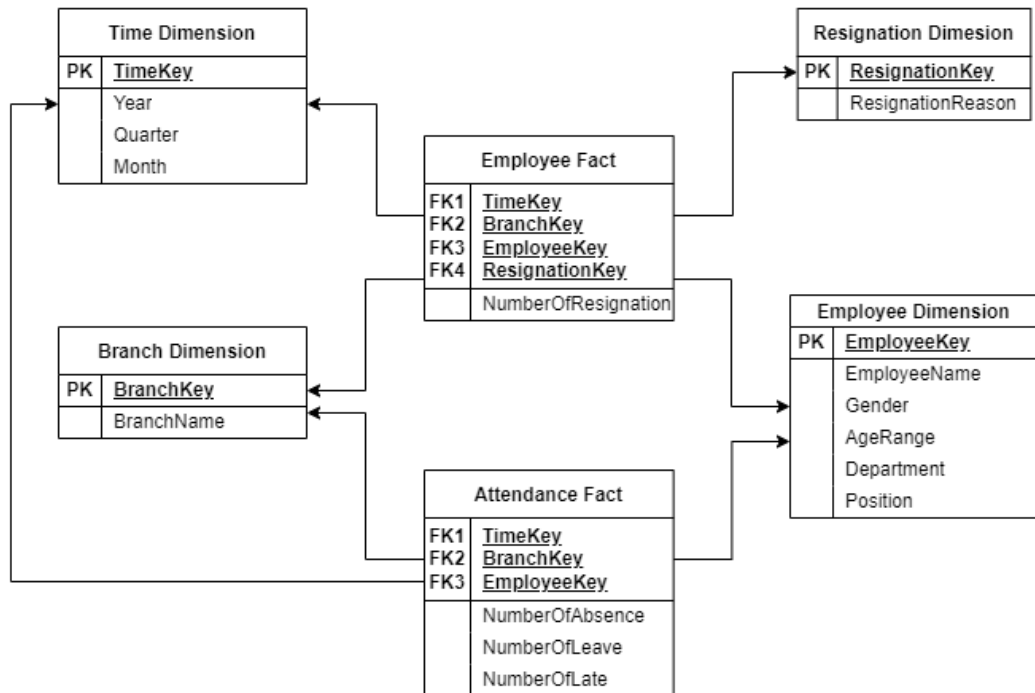 Time Dimension
PK TimeKey
Year
Quarter
Month
Resignation Dimesion
PK ResignationKey
ResignationReason
Employee Fact
FK1 TimeKey
FK2 BranchKey
FK3 EmployeeKey
FK4 ResignationKey
NumberOfResignation
Branch Dimension
PK BranchKey
BranchName
Employee Dimension
PK EmployeeKey
EmployeeName
Gender
AgeRange
Department
Position
Attendance Fact
FK1 TimeKey
FK2 BranchKey
FK3 EmployeeKey
NumberOfAbsence
NumberOfLeave
NumberOfLate